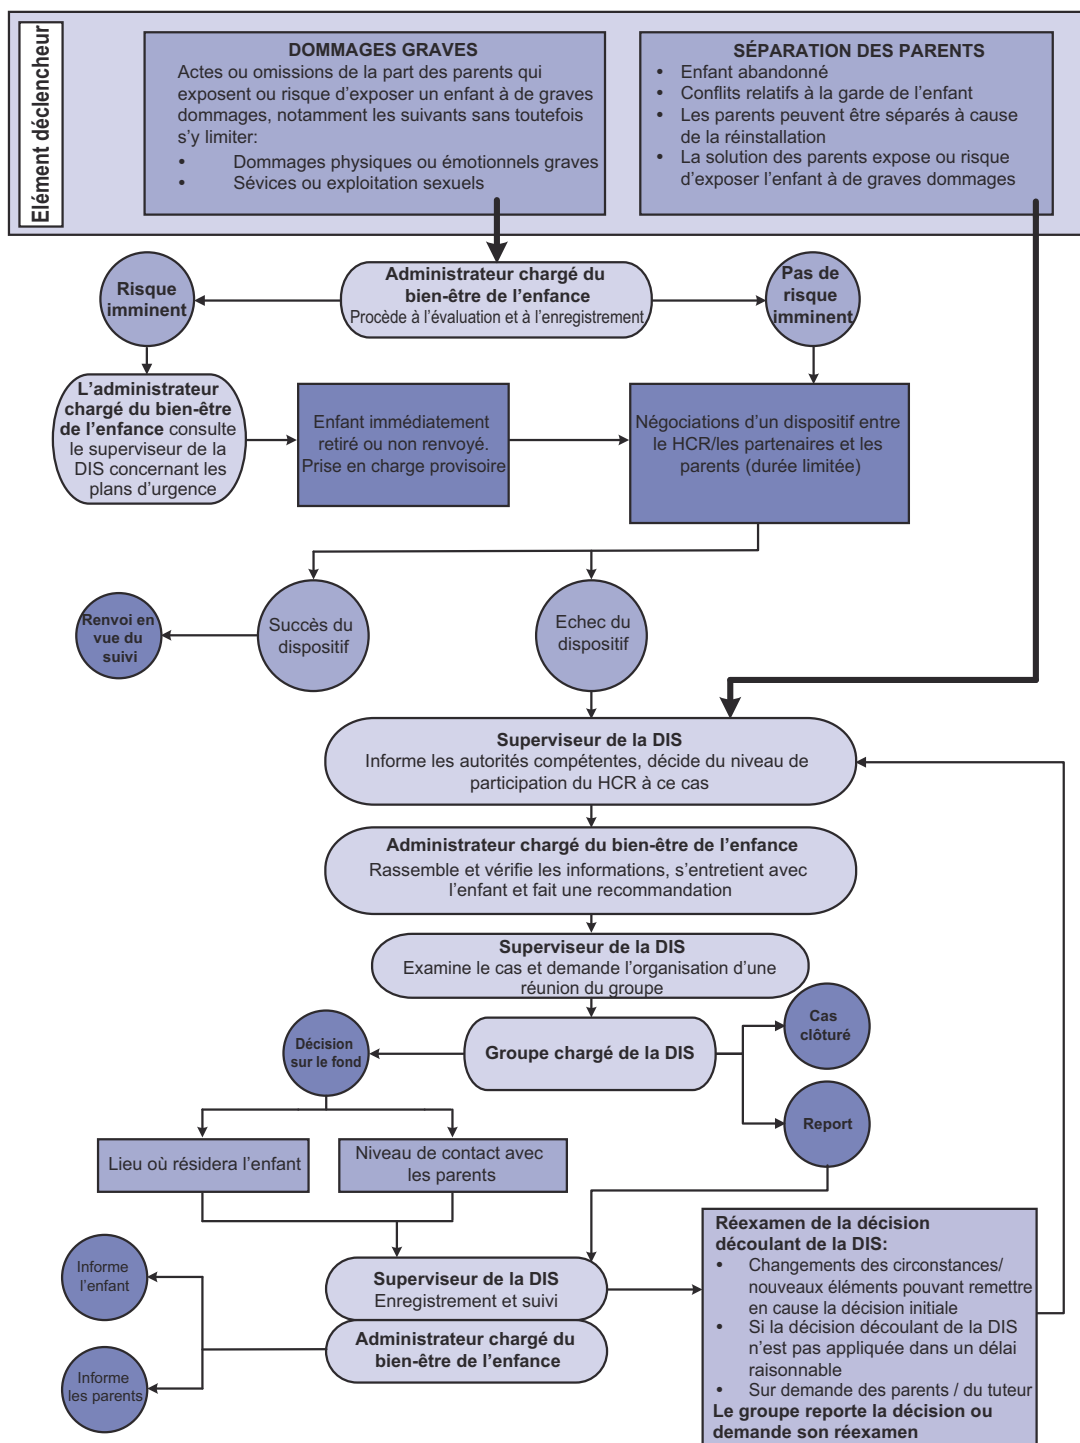 Elément déclencheur
DOMMAGES GRAVES
Actes ou omissions de la part des parents qui
exposent ou risque d’exposer un enfant à de graves
dommages, notamment les suivants sans toutefois
s’y limiter:
• Dommages physiques ou émotionnels graves
• Sévices ou exploitation sexuels
SÉPARATION DES PARENTS
• Enfant abandonné
• Conflits relatifs à la garde de l’enfant
• Les parents peuvent être séparés à cause
de la réinstallation
• La solution des parents expose ou risque
d’exposer l’enfant à de graves dommages
Risque
imminent
Administrateur chargé du
bien-être de l’enfance
Procède à l’évaluation et à l’enregistrement
Pas de
risque
imminent
L’administrateur
chargé du bien-être
de l’enfance consulte
le superviseur de la
DIS concernant les
plans d’urgence
Enfant immédiatement
retiré ou non renvoyé.
Prise en charge provisoire
Négociations d’un dispositif entre
le HCR/les partenaires et les
parents (durée limitée)
Renvoi en
vue du
suivi
Succès du
dispositif
Echec du
dispositif
Superviseur de la DIS
Informe les autorités compétentes, décide du niveau de
participation du HCR à ce cas
Administrateur chargé du bien-être de l’enfance
Rassemble et vérifie les informations, s’entretient avec
l’enfant et fait une recommandation
Superviseur de la DIS
Examine le cas et demande l’organisation d’une
réunion du groupe
Décision
sur le fond
Groupe chargé de la DIS
Cas
clôturé
Report
Lieu où résidera l’enfant
Niveau de contact avec
les parents
Informe
l’enfant
Informe
les parents
Superviseur de la DIS
Enregistrement et suivi
Administrateur chargé du
bien-être de l’enfance
Réexamen de la décision
découlant de la DIS:
• Changements des circonstances/
nouveaux éléments pouvant remettre
en cause la décision initiale
• Si la décision découlant de la DIS
n’est pas appliquée dans un délai
raisonnable
• Sur demande des parents / du tuteur
Le groupe reporte la décision ou
demande son réexamen